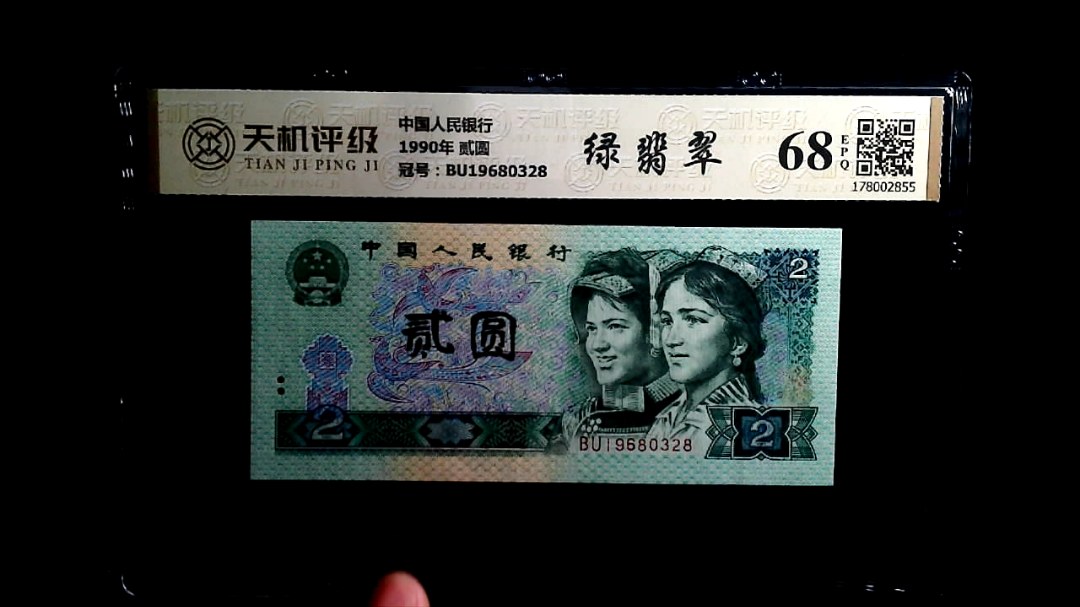 天机评级
TIAN JI PING JI
中国人民银行
1990年 贰圆
冠号：BU19680328
绿翡翠
68
EPQ
178002855
中国人民银行
2
贰圆
2
BU19680328
2